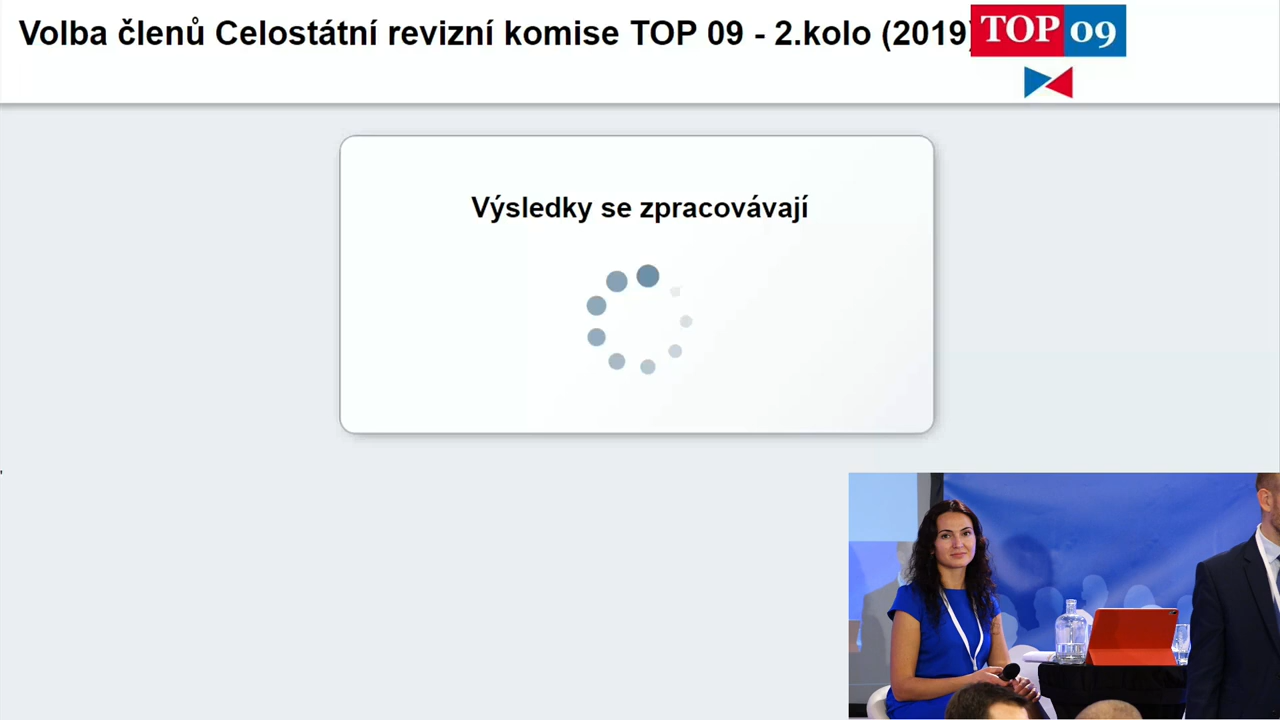 Volba členů Celostátní revizní komise TOP 09 - 2.kolo (2019)
TOP 09
Výsledky se zpracovávají